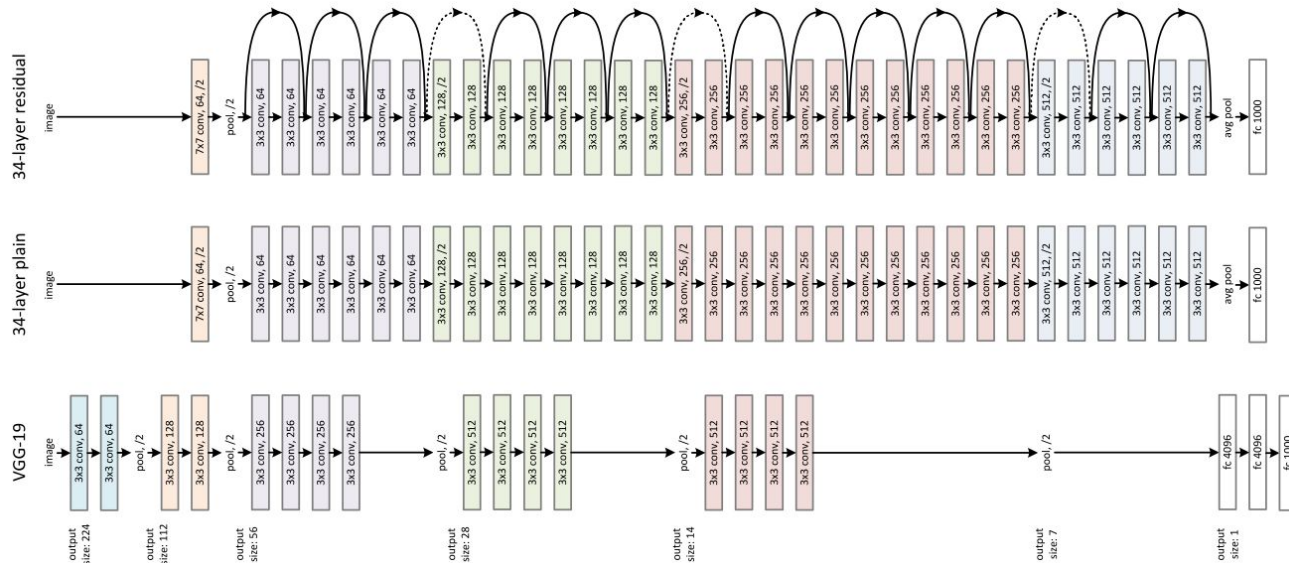 34-layer residual
image
7x7 conv, 64, /2
pool, /2
3x3 conv, 64
3x3 conv, 64
3x3 conv, 64
3x3 conv, 64
3x3 conv, 64
3x3 conv, 64
3x3 conv, 128, /2
3x3 conv, 128
3x3 conv, 128
3x3 conv, 128
3x3 conv, 128
3x3 conv, 128
3x3 conv, 128
3x3 conv, 128
3x3 conv, 256, /2
3x3 conv, 256
3x3 conv, 256
3x3 conv, 256
3x3 conv, 256
3x3 conv, 256
3x3 conv, 256
3x3 conv, 256
3x3 conv, 256
3x3 conv, 256
3x3 conv, 256
3x3 conv, 256
3x3 conv, 512, /2
3x3 conv, 512
3x3 conv, 512
3x3 conv, 512
3x3 conv, 512
3x3 conv, 512
avg pool
fc 1000
34-layer plain
image
7x7 conv, 64, /2
pool, /2
3x3 conv, 64
3x3 conv, 64
3x3 conv, 64
3x3 conv, 64
3x3 conv, 64
3x3 conv, 64
3x3 conv, 128, /2
3x3 conv, 128
3x3 conv, 128
3x3 conv, 128
3x3 conv, 128
3x3 conv, 128
3x3 conv, 128
3x3 conv, 128
3x3 conv, 256, /2
3x3 conv, 256
3x3 conv, 256
3x3 conv, 256
3x3 conv, 256
3x3 conv, 256
3x3 conv, 256
3x3 conv, 256
3x3 conv, 256
3x3 conv, 256
3x3 conv, 256
3x3 conv, 256
3x3 conv, 512, /2
3x3 conv, 512
3x3 conv, 512
3x3 conv, 512
3x3 conv, 512
3x3 conv, 512
avg pool
fc 1000
VGG-19
image
3x3 conv, 64
3x3 conv, 64
pool, /2
3x3 conv, 128
3x3 conv, 128
pool, /2
3x3 conv, 256
3x3 conv, 256
3x3 conv, 256
3x3 conv, 256
pool, /2
3x3 conv, 512
3x3 conv, 512
3x3 conv, 512
3x3 conv, 512
pool, /2
3x3 conv, 512
3x3 conv, 512
3x3 conv, 512
3x3 conv, 512
pool, /2
fc 4096
fc 4096
output
size: 224
output
size: 112
output
size: 56
output
size: 28
output
size: 14
output
size: 7
output
size: 1